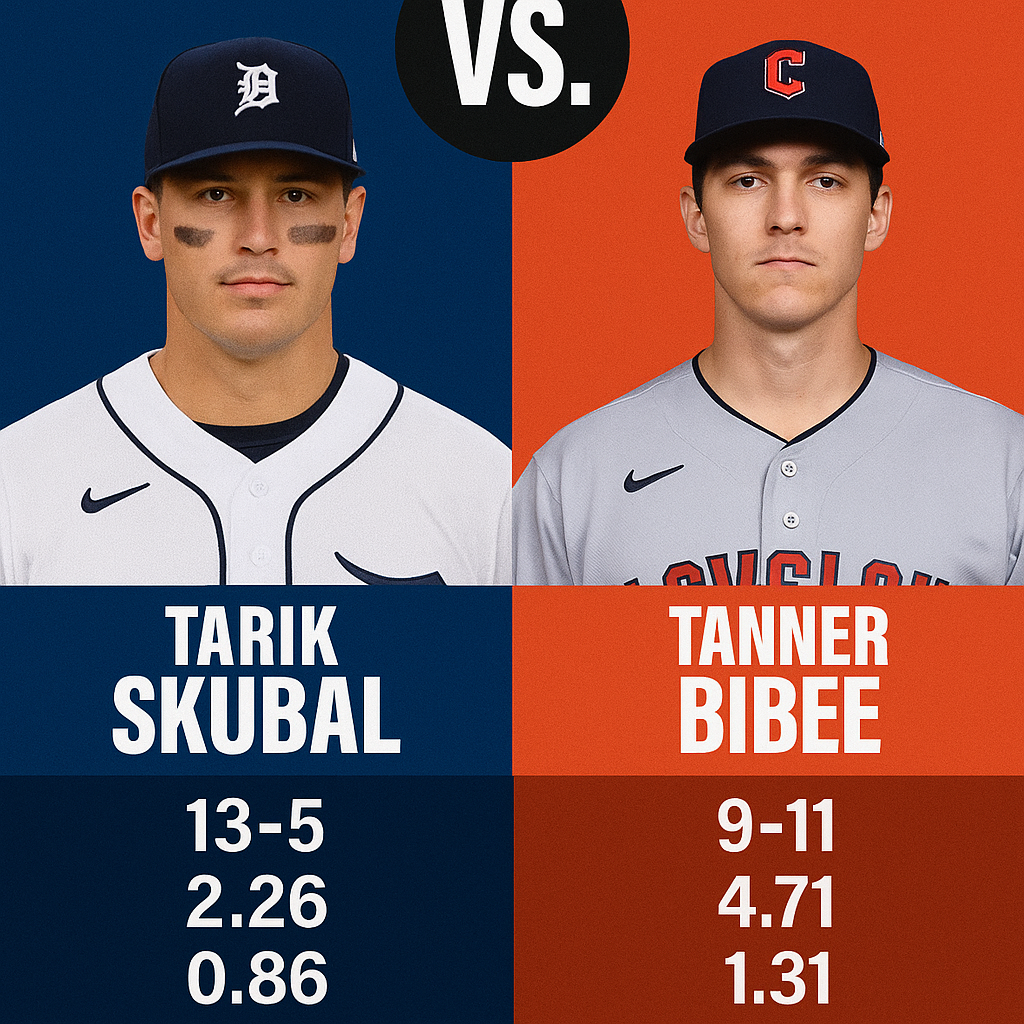 VS.
D
C
TARIK
SKUBAL
TANNER
BIBEE
13-5
2.26
0.86
9-11
4.71
1.31